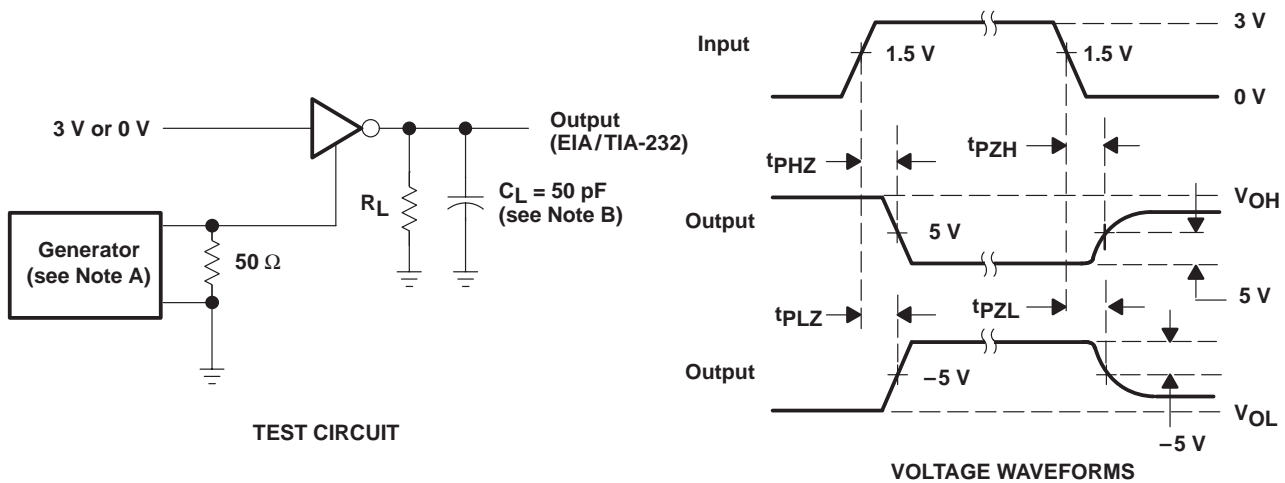 3 V or 0 V
Generator
(see Note A)
50 Ω
RL
CL = 50 pF
(see Note B)
Output
(EIA/TIA-232)
TEST CIRCUIT
Input
3 V
1.5 V
1.5 V
0 V
tPHZ
tPZH
VOH
Output
5 V
5 V
tPLZ
tPZL
Output
−5 V
VOL
−5 V
VOLTAGE WAVEFORMS